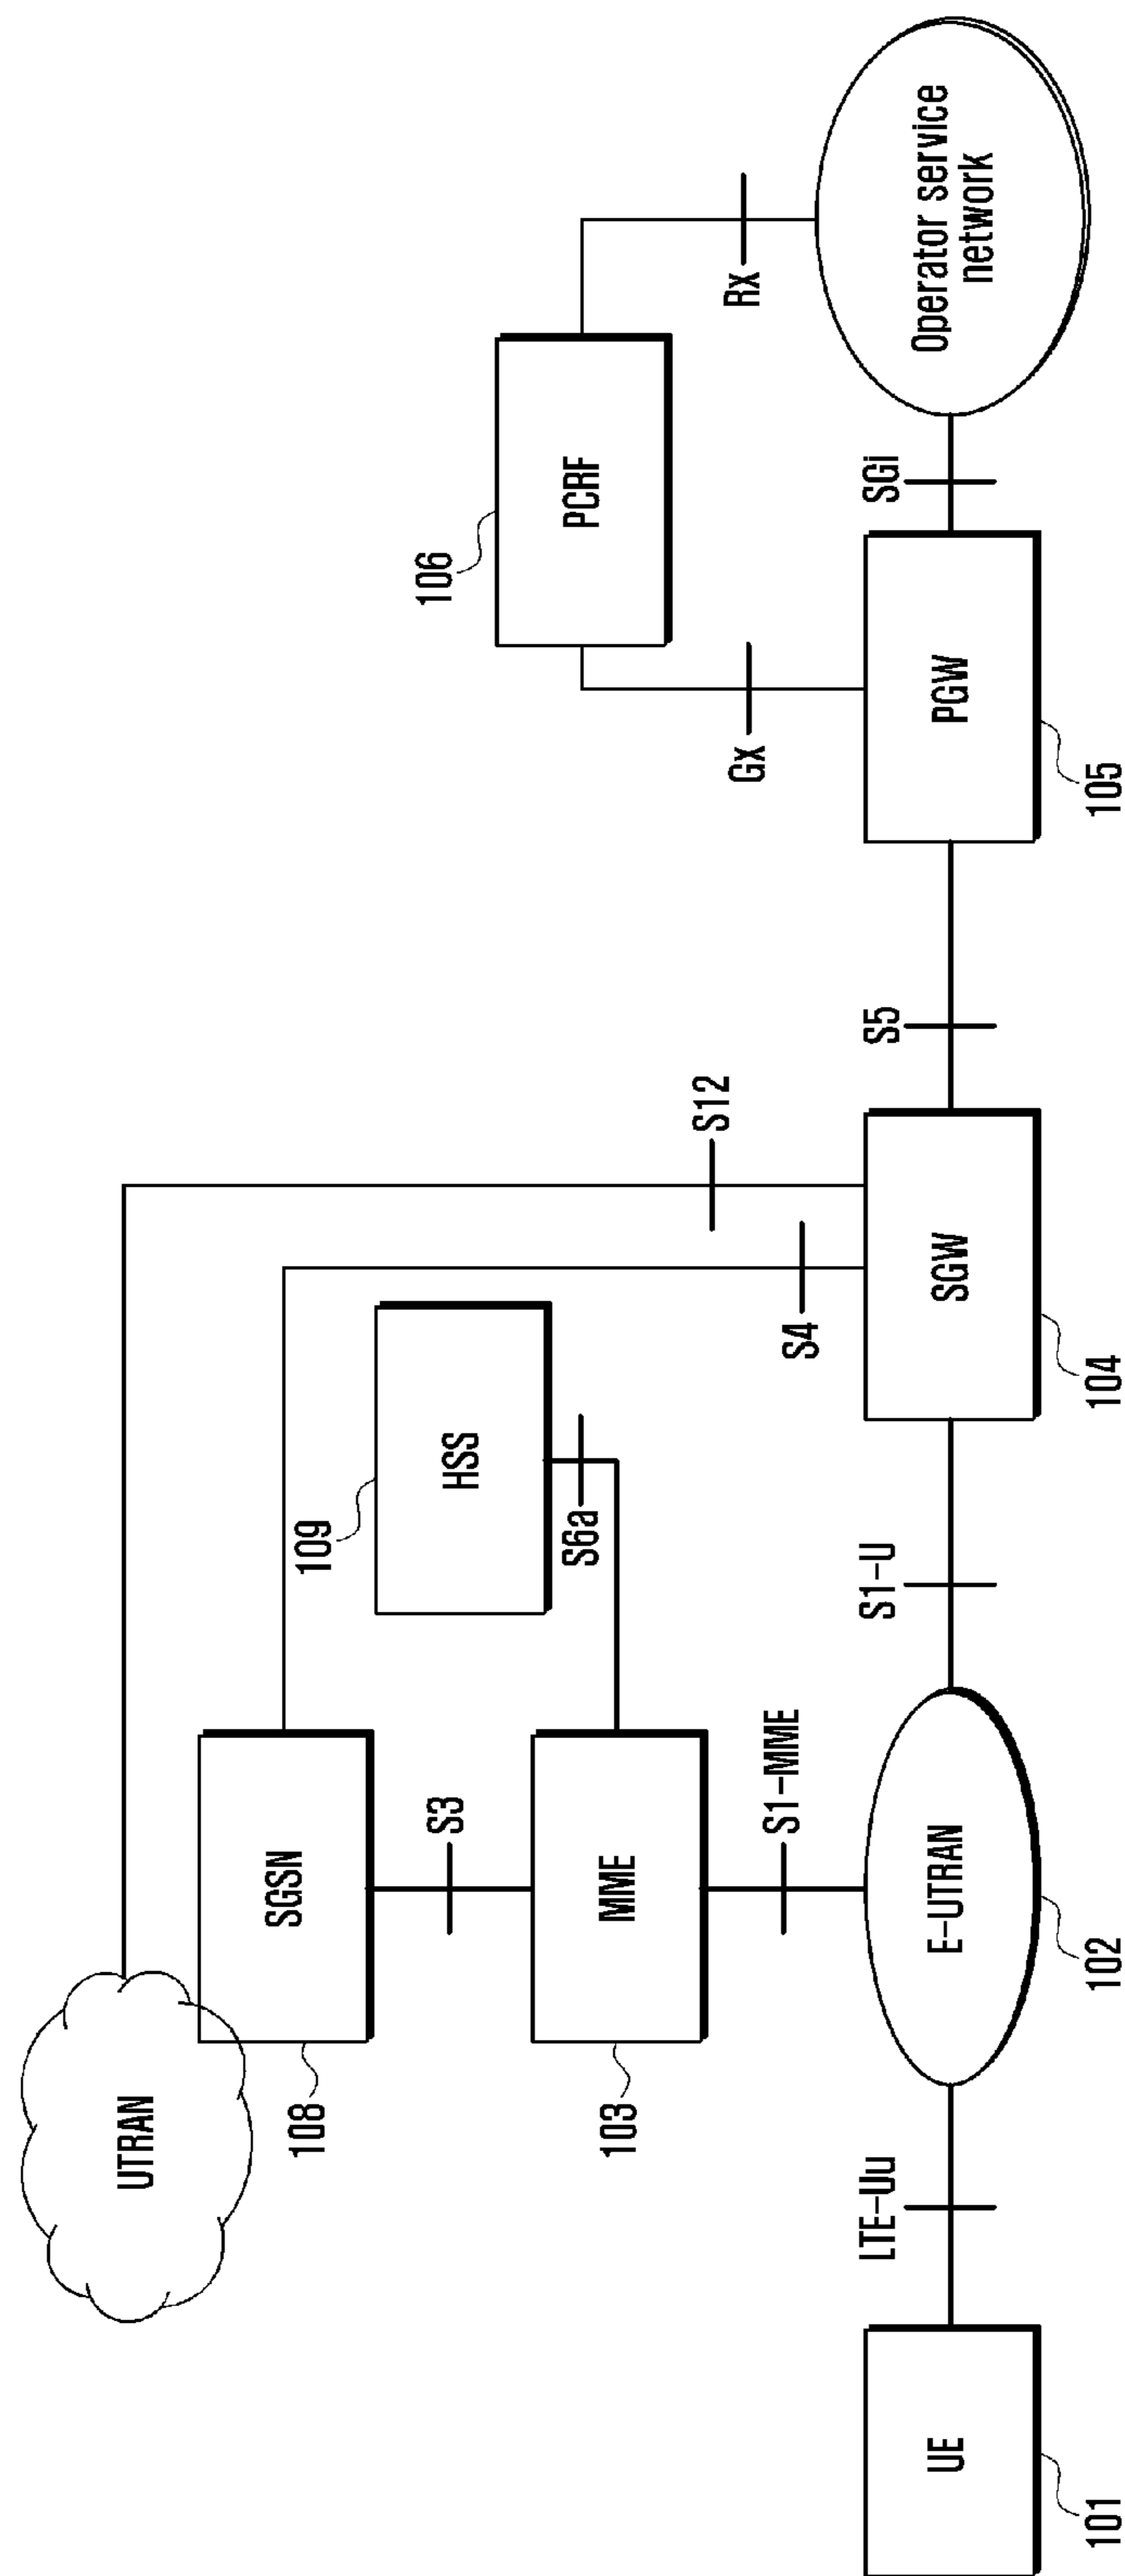 UTRAN
SGSN
108
HSS
109
S3
S6a
MME
103
S4
S12
S1-MME
PCRF
106
Gx
Rx
UE
101
LTE-Uu
E-UTRAN
102
S1-U
SGW
104
S5
PGW
105
SGi
Operator service
network